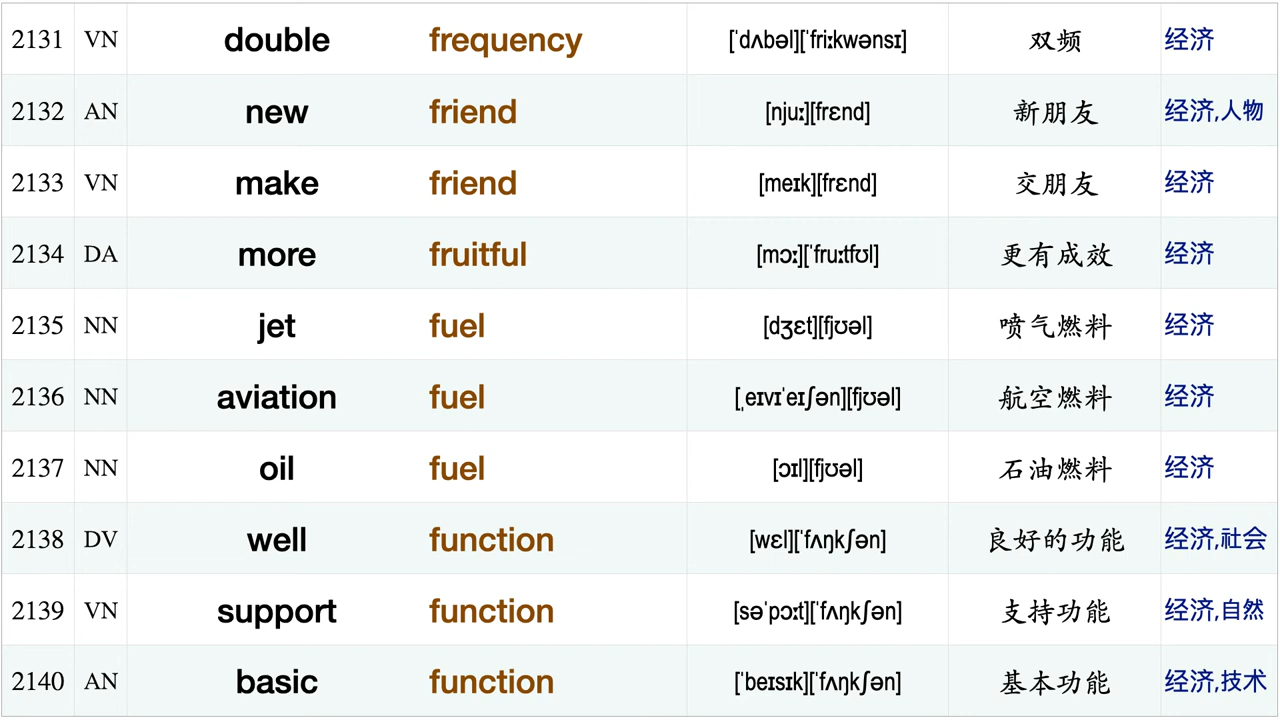 2131 VN double frequency [ˈdʌbəl][ˈfriːkwənsɪ] 双频 经济
2132 AN new friend [njuː][frɛnd] 新朋友 经济,人物
2133 VN make friend [meɪk][frɛnd] 交朋友 经济
2134 DA more fruitful [mɔː][ˈfruːtfʊl] 更有成效 经济
2135 NN jet fuel [dʒɛt][fjʊəl] 喷气燃料 经济
2136 NN aviation fuel [ˌeɪvɪˈeɪʃən][fjʊəl] 航空燃料 经济
2137 NN oil fuel [ɔɪl][fjʊəl] 石油燃料 经济
2138 DV well function [wɛl][ˈfʌŋkʃən] 良好的功能 经济,社会
2139 VN support function [səˈpɔːt][ˈfʌŋkʃən] 支持功能 经济,自然
2140 AN basic function [ˈbeɪsɪk][ˈfʌŋkʃən] 基本功能 经济,技术